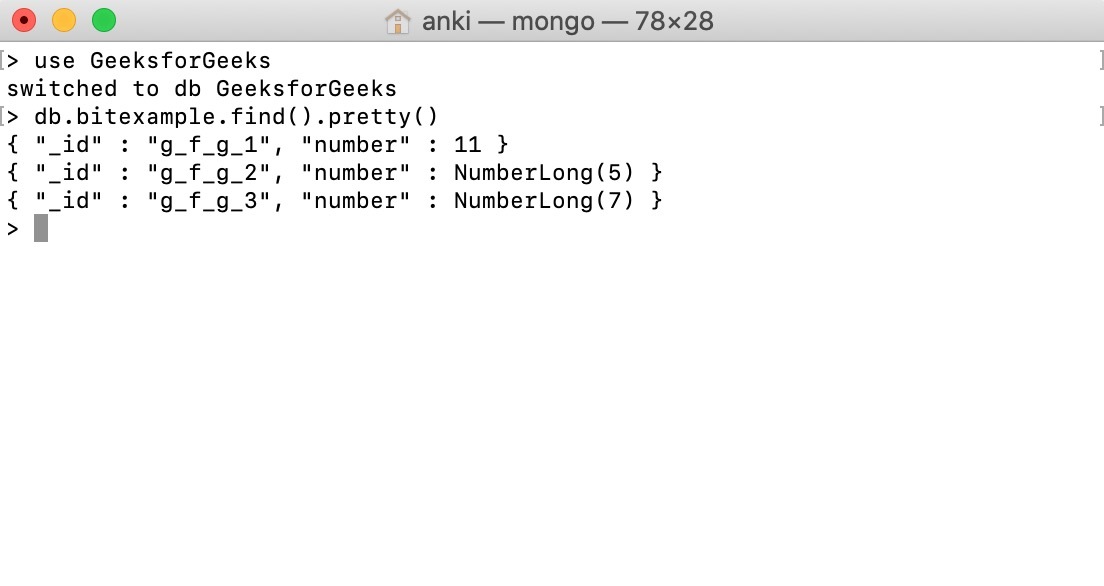 anki — mongo — 78×28
[> use GeeksforGeeks ]
switched to db GeeksforGeeks
[> db.bitexample.find().pretty() ]
{ "_id" : "g_f_g_1", "number" : 11 }
{ "_id" : "g_f_g_2", "number" : NumberLong(5) }
{ "_id" : "g_f_g_3", "number" : NumberLong(7) }
>